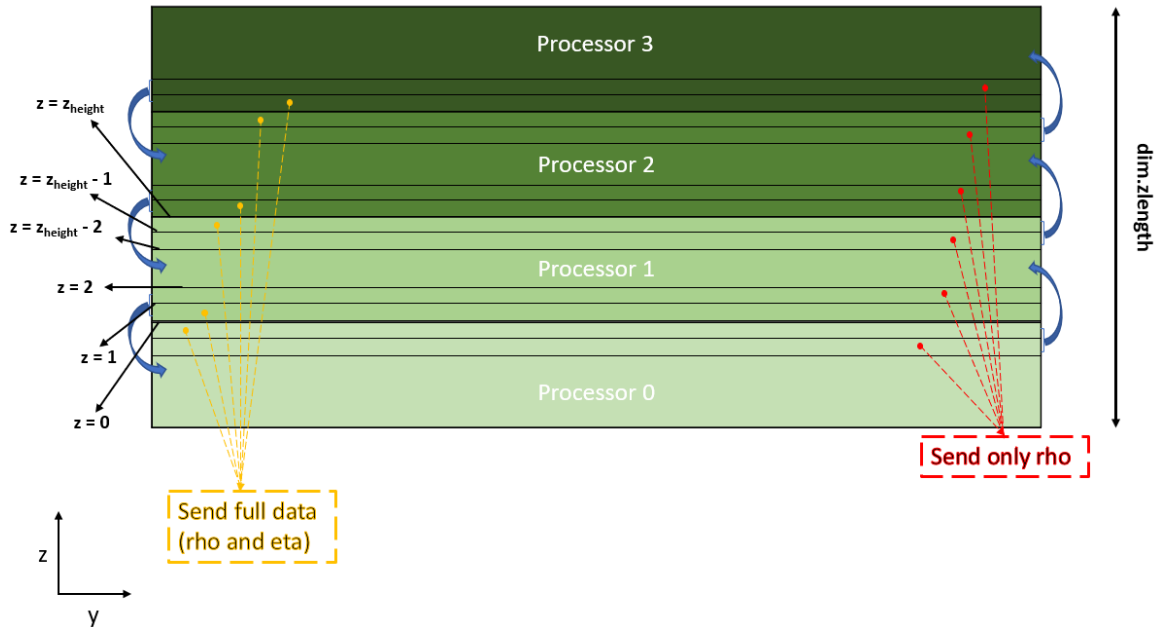 Processor 3
z = zheight
Processor 2
z = zheight - 1
z = zheight - 2
Processor 1
z = 2
z = 1
Processor 0
z = 0
dim.zlength
Send only rho
Send full data
(rho and eta)
z
y